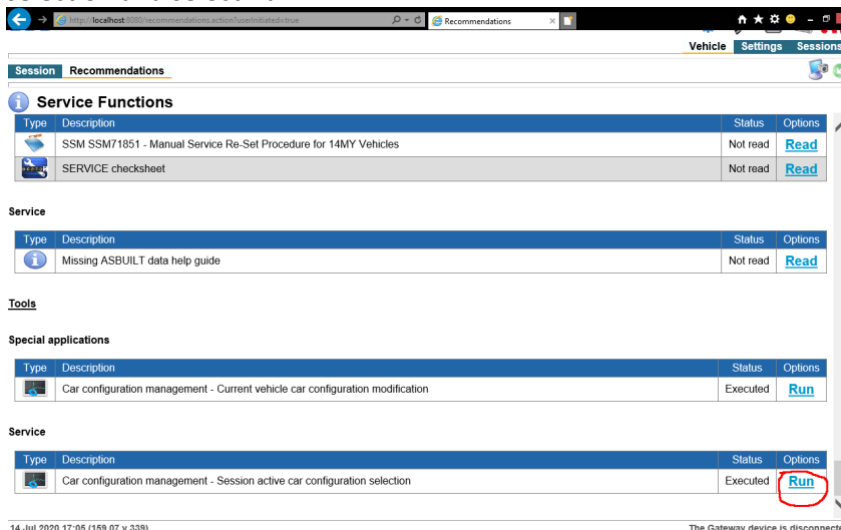 http://localhost:8080/recommendations.action?userInitiated=true
Recommendations
Vehicle Settings Sessions
Session Recommendations
Service Functions
Type Description Status Options
SSM SSM71851 - Manual Service Re-Set Procedure for 14MY Vehicles Not read Read
SERVICE checksheet Not read Read
Service
Type Description Status Options
Missing ASBUILT data help guide Not read Read
Tools
Special applications
Type Description Status Options
Car configuration management - Current vehicle car configuration modification Executed Run
Service
Type Description Status Options
Car configuration management - Session active car configuration selection Executed Run
14 Jul 2020 17:05 (159.07 v 339) The Gateway device is disconnecte